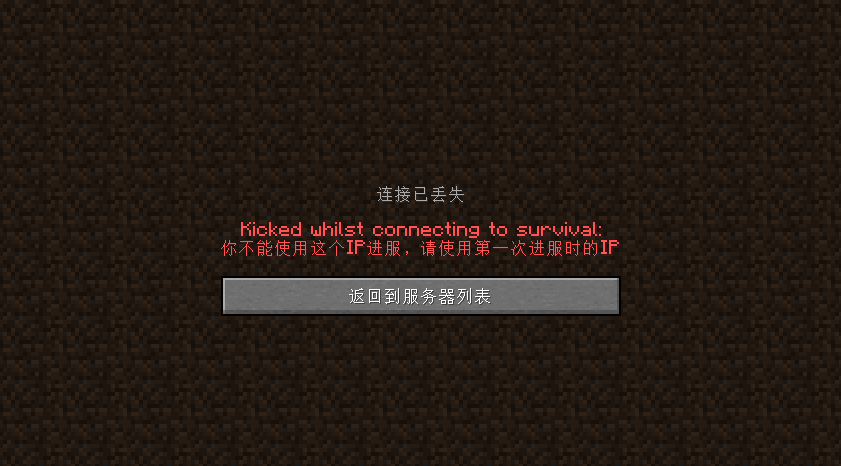 连接已丢失
Kicked whilst connecting to survival:
你不能使用这个IP进服，请使用第一次进服时的IP
返回到服务器列表